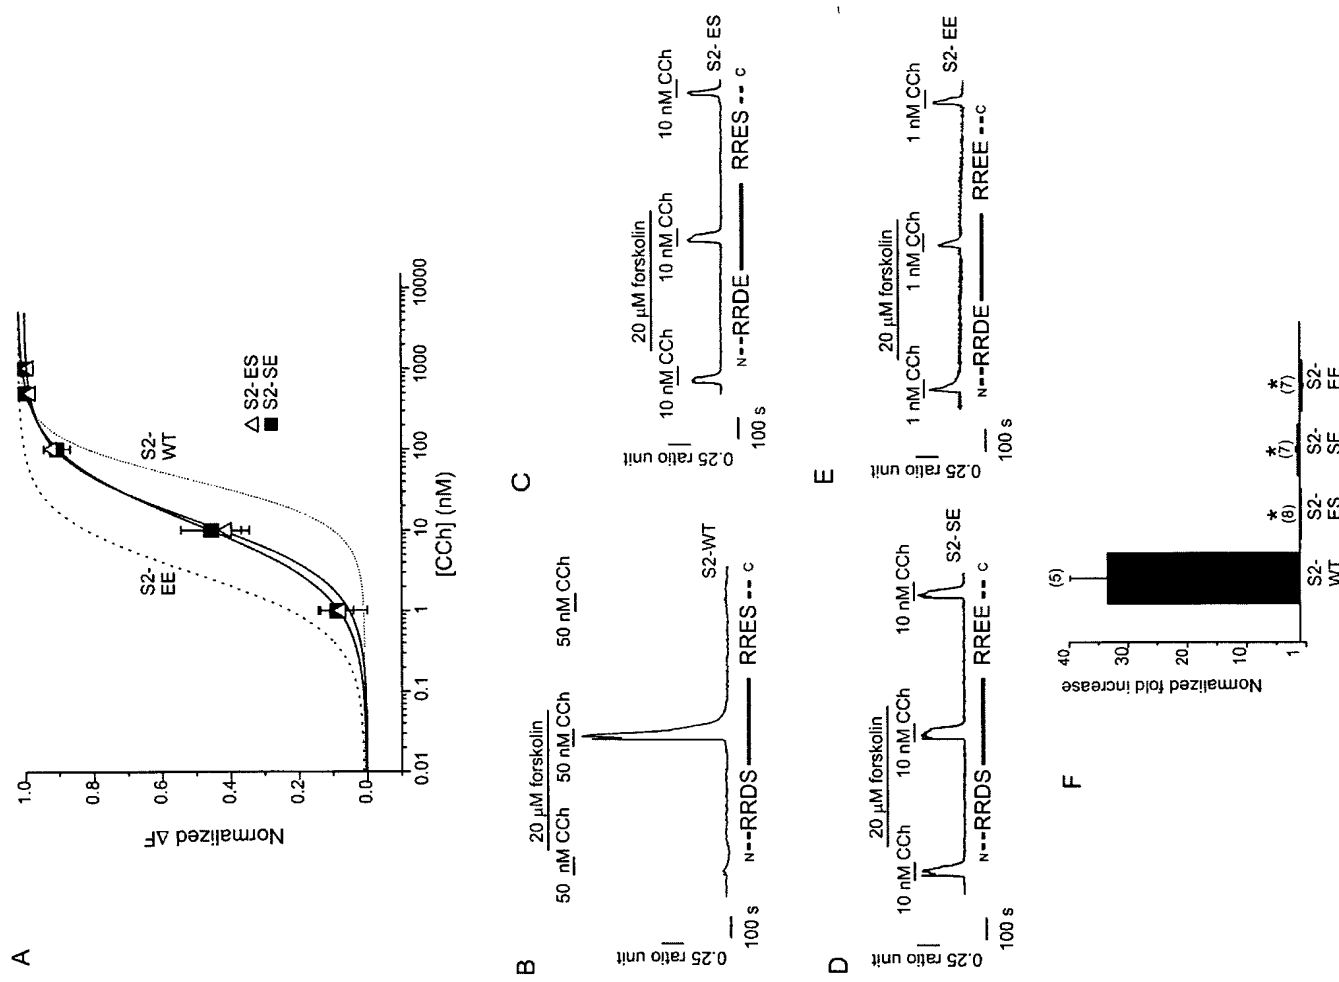 A
Normalized ΔF
1.0
0.8
0.6
0.4
0.2
0.0
0.01
0.1
1
10
100
1000
10000
[CCh] (nM)
S2-
EE
S2-
WT
S2- ES
S2- SE
B
20 µM forskolin
50 nM CCh
50 nM CCh
50 nM CCh
S2-WT
N RRDS RRES C
0.25 ratio unit
100 s
C
20 µM forskolin
10 nM CCh
10 nM CCh
10 nM CCh
S2- ES
N RRDE RRES C
0.25 ratio unit
100 s
D
20 µM forskolin
10 nM CCh
10 nM CCh
10 nM CCh
S2- SE
N RRDS RREE C
0.25 ratio unit
100 s
E
20 µM forskolin
1 nM CCh
1 nM CCh
1 nM CCh
S2- EE
N RRDE RREE C
0.25 ratio unit
100 s
F
Normalized fold increase
40
30
20
10
1
(5)
* (8)
* (7)
* (7)
S2-
WT
S2-
ES
S2-
SE
S2-
EE